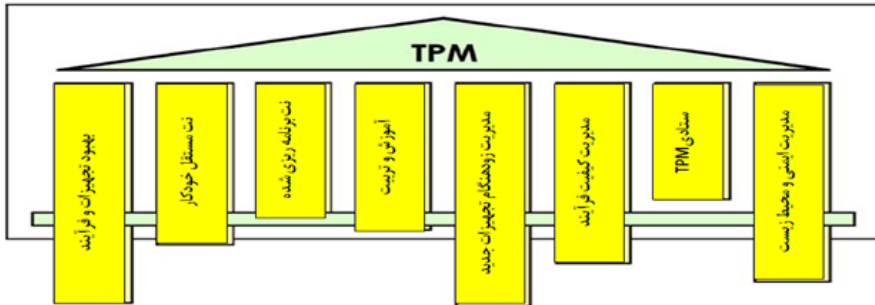 TPM
بهبود تجهیزات و فرآیند
نت مستقل خودکار
نت برنامه ریزی شده
آموزش و تربیت
مدیریت زودهنگام تجهیزات جدید
مدیریت کیفیت فرآیند
TPM ستادی
مدیریت ایمنی و محیط زیست